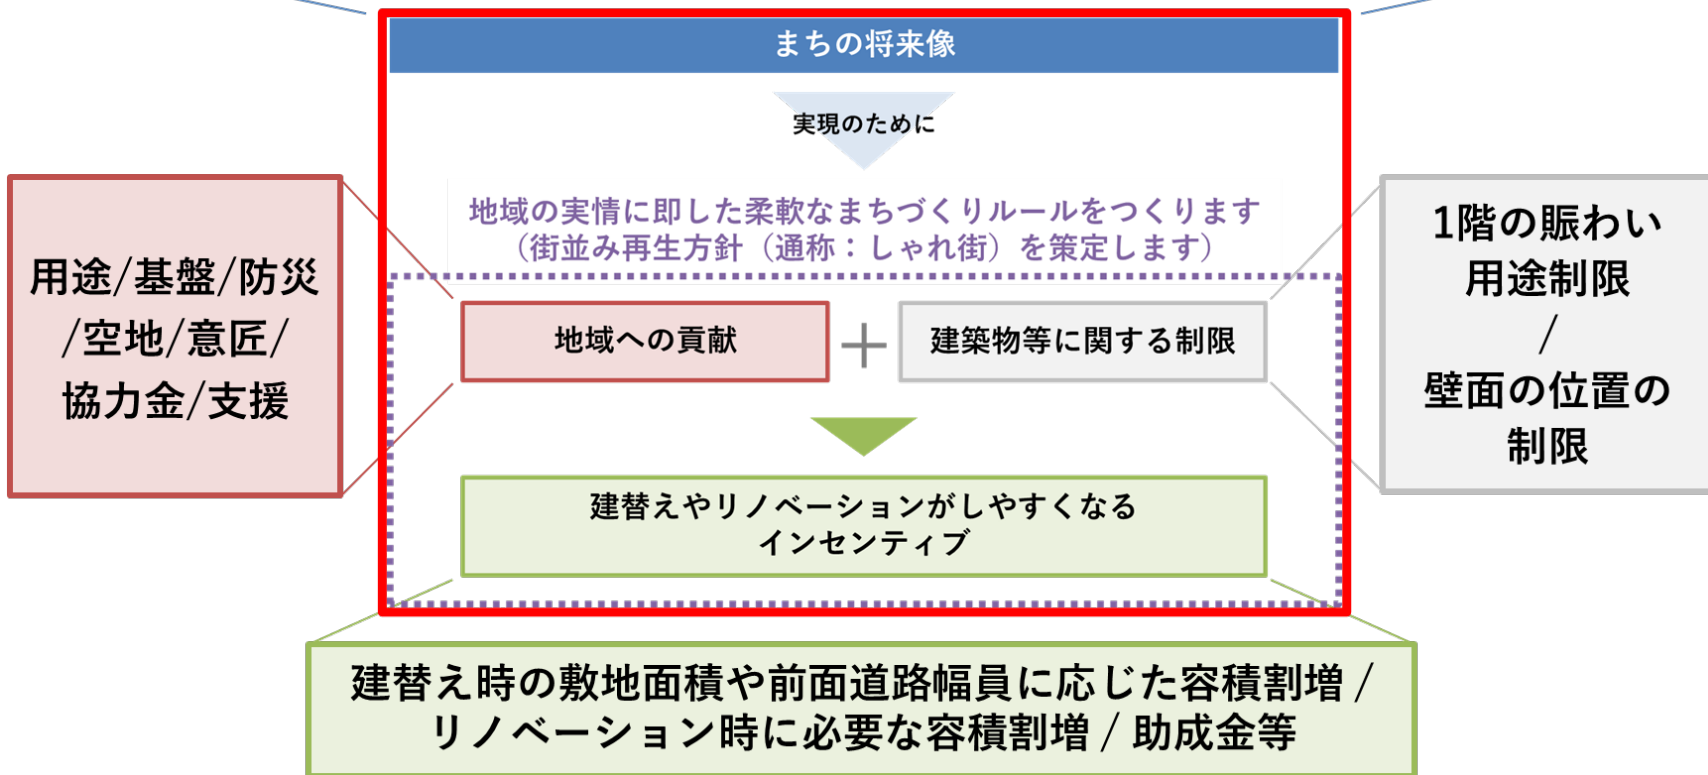 まちの将来像
実現のために
地域の実情に即した柔軟なまちづくりルールをつくります
（街並み再生方針（通称：しゃれ街）を策定します）
用途/基盤/防災
/空地/意匠/
協力金/支援
地域への貢献
＋
建築物等に関する制限
1階の賑わい
用途制限
/
壁面の位置の
制限
建替えやリノベーションがしやすくなる
インセンティブ
建替え時の敷地面積や前面道路幅員に応じた容積割増 /
リノベーション時に必要な容積割増 / 助成金等